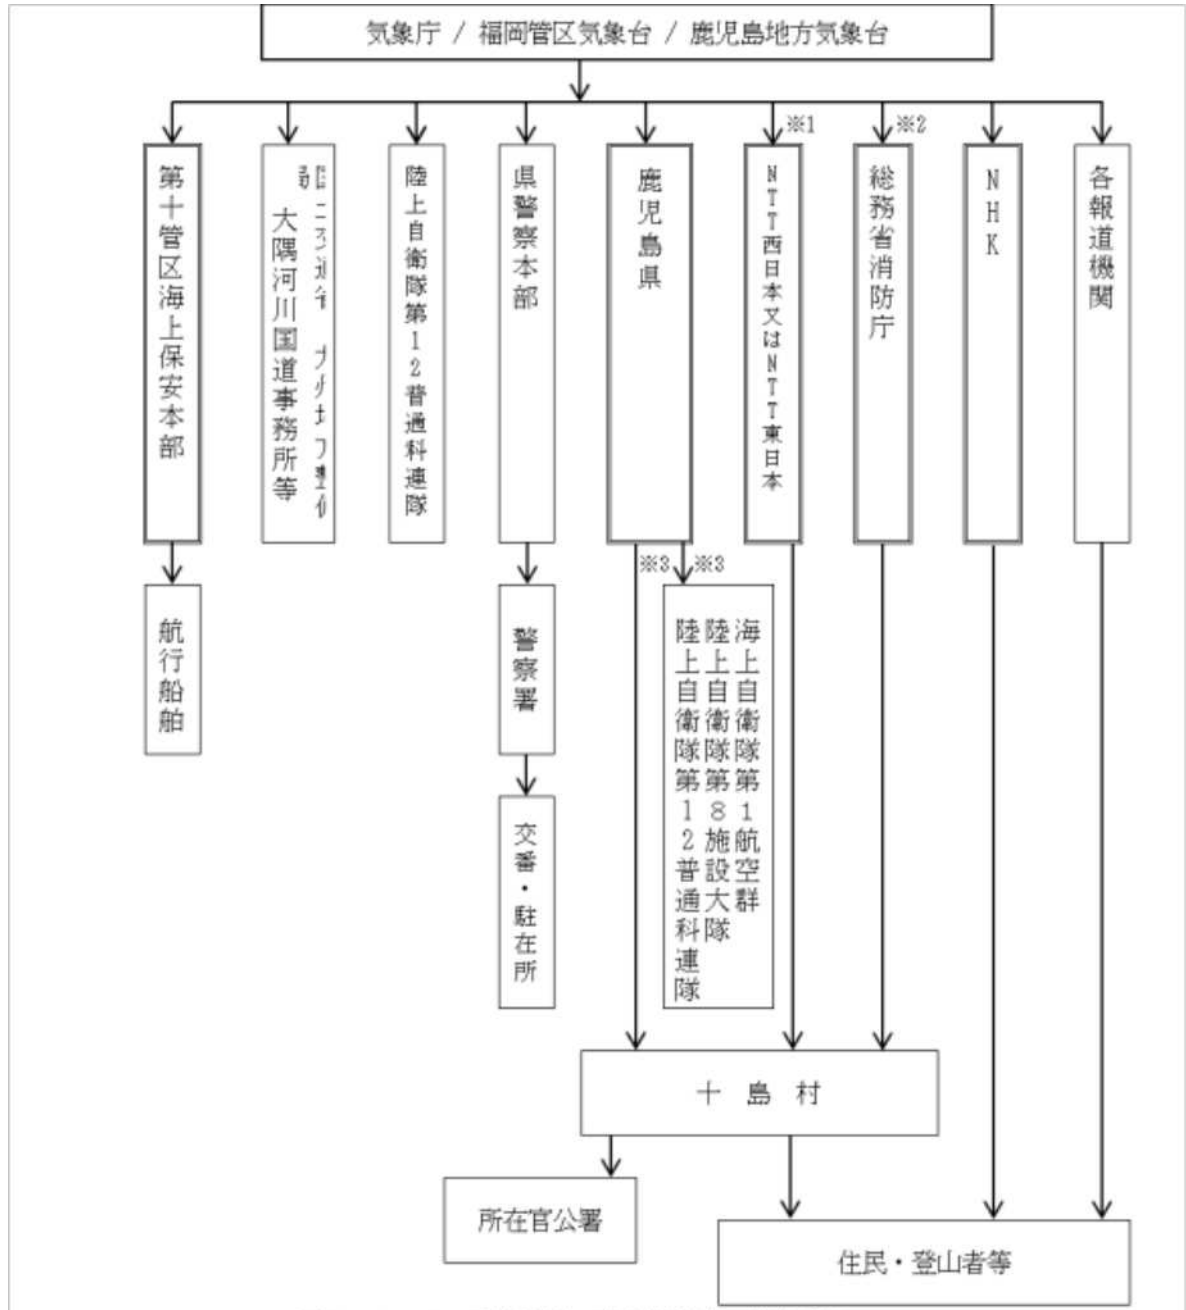 気象庁 / 福岡管区気象台 / 鹿児島地方気象台
※1
※2
第十管区海上保安本部
大隅河川国道事務所等
陸上自衛隊第12普通科連隊
県警察本部
鹿児島県
NTT西日本又はNTT東日本
総務省消防庁
NHK
各報道機関
※3
※3
航行船舶
警察署
海上自衛隊第1航空群
陸上自衛隊第8施設大隊
陸上自衛隊第12普通科連隊
交番・駐在所
十島村
所在官公署
住民・登山者等